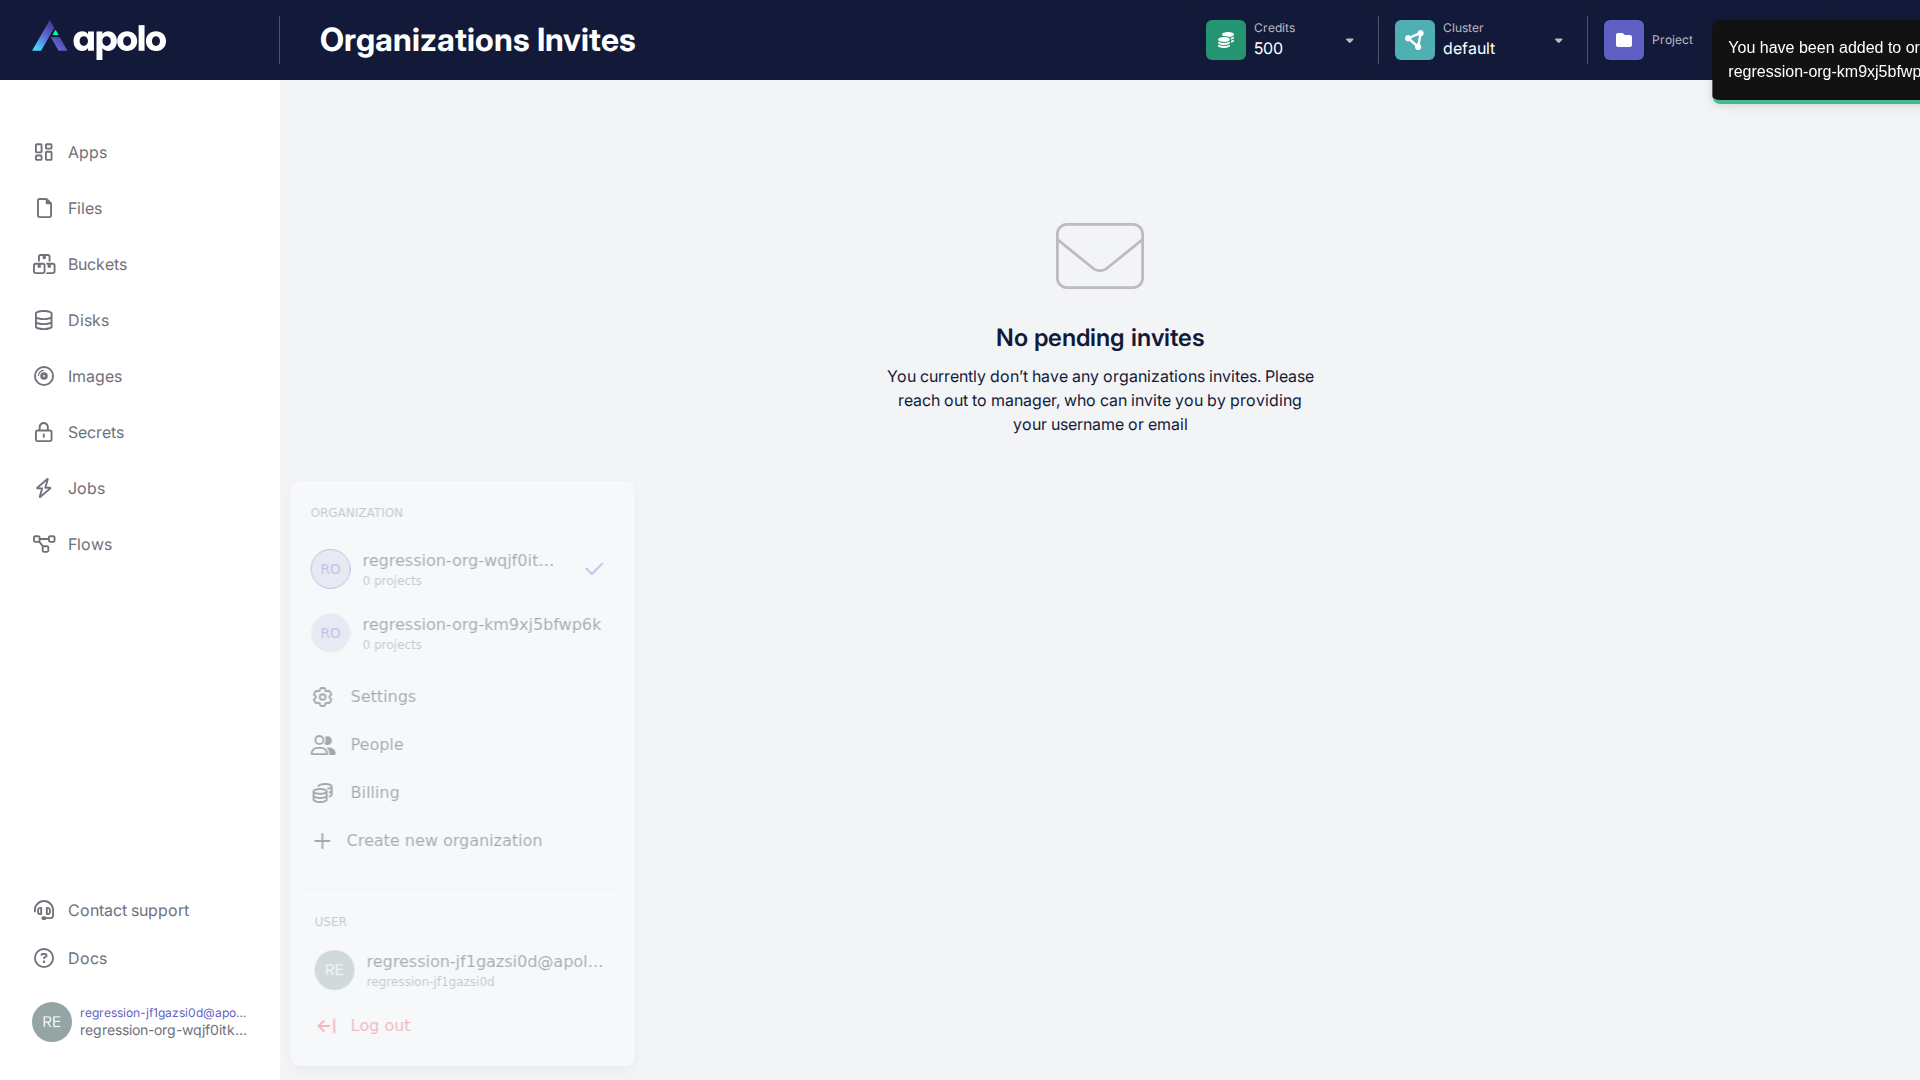 apolo
Organizations Invites
Credits
500
Cluster
default
Project
You have been added to or
regression-org-km9xj5bfwp
Apps
Files
Buckets
Disks
Images
Secrets
Jobs
Flows
No pending invites
You currently don’t have any organizations invites. Please
reach out to manager, who can invite you by providing
your username or email
ORGANIZATION
RO
regression-org-wqjf0it...
0 projects
RO
regression-org-km9xj5bfwp6k
0 projects
Settings
People
Billing
Create new organization
USER
RE
regression-jf1gazsi0d@apol...
regression-jf1gazsi0d
Log out
Contact support
Docs
RE
regression-jf1gazsi0d@apo...
regression-org-wqjf0itk...